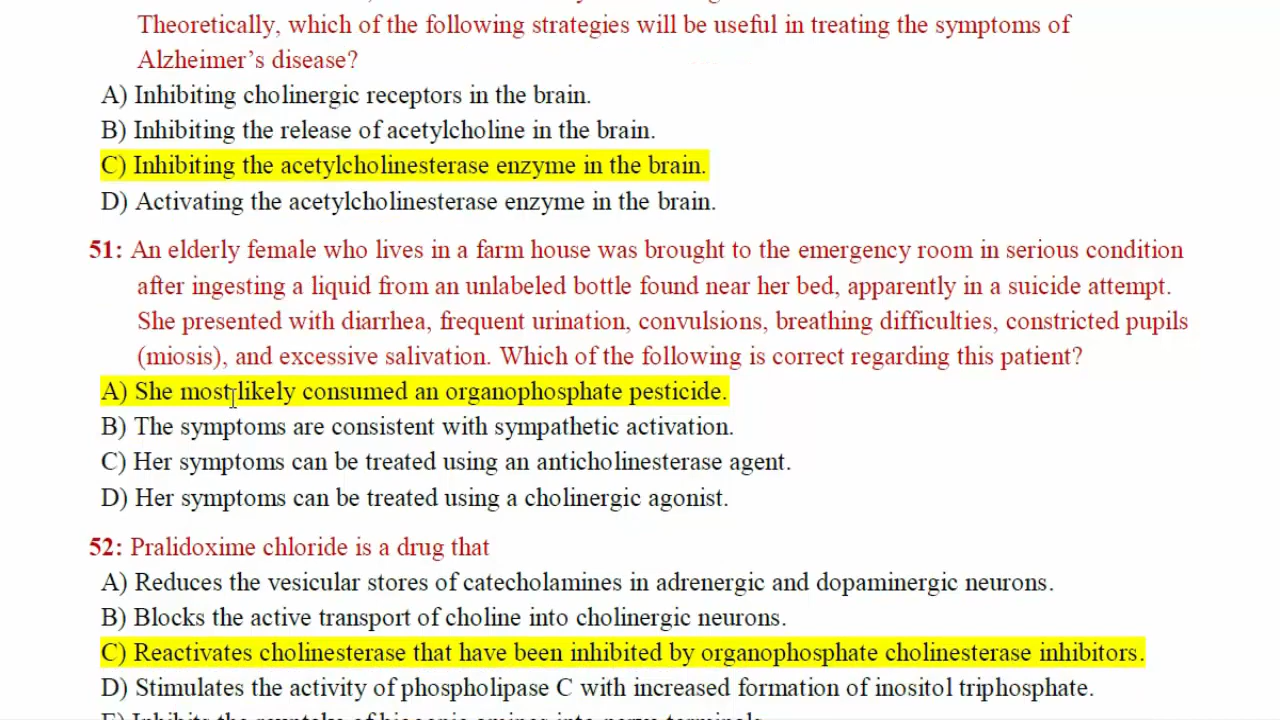 Theoretically, which of the following strategies will be useful in treating the symptoms of
Alzheimer’s disease?
A) Inhibiting cholinergic receptors in the brain.
B) Inhibiting the release of acetylcholine in the brain.
C) Inhibiting the acetylcholinesterase enzyme in the brain.
D) Activating the acetylcholinesterase enzyme in the brain.
51: An elderly female who lives in a farm house was brought to the emergency room in serious condition
after ingesting a liquid from an unlabeled bottle found near her bed, apparently in a suicide attempt.
She presented with diarrhea, frequent urination, convulsions, breathing difficulties, constricted pupils
(miosis), and excessive salivation. Which of the following is correct regarding this patient?
A) She most likely consumed an organophosphate pesticide.
B) The symptoms are consistent with sympathetic activation.
C) Her symptoms can be treated using an anticholinesterase agent.
D) Her symptoms can be treated using a cholinergic agonist.
52: Pralidoxime chloride is a drug that
A) Reduces the vesicular stores of catecholamines in adrenergic and dopaminergic neurons.
B) Blocks the active transport of choline into cholinergic neurons.
C) Reactivates cholinesterase that have been inhibited by organophosphate cholinesterase inhibitors.
D) Stimulates the activity of phospholipase C with increased formation of inositol triphosphate.